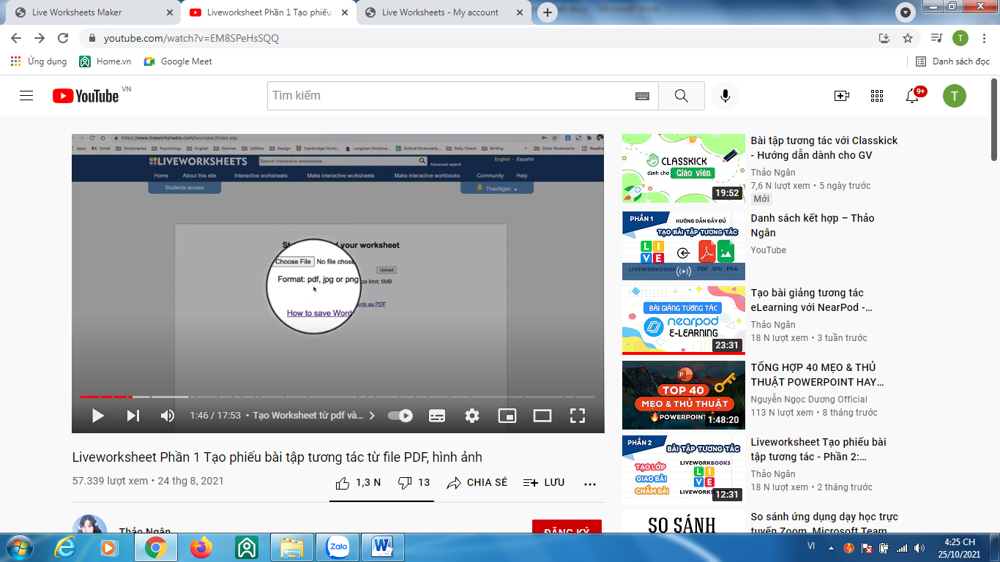 Live Worksheets Maker
Liveworksheet Phần 1 Tạo phiếu
Live Worksheets - My account
youtube.com/watch?v=EM8SPeHsSQQ
T
Ứng dụng
Home.vn
Google Meet
Danh sách đọc
YouTube VN
Tìm kiếm
9+
T
https://www.liveworksheets.com/wsmaker/index.asp
Apps
Gmail
Dictionaries
Psychology
English
German
Utilities
Design
Cambridge Dictio...
Longman Dictiona...
Oxford Dictionarie...
Daily Check
Writing
Other Bookmarks
LIVEWORKSHEETS
Search interactive worksheets
Advanced search
English - Español
Home
About this site
Interactive worksheets
Make interactive worksheets
Make interactive workbooks
Community
Help
Students access
ThaoNgan
your worksheet
Choose File
No file chose
Upload
Format: pdf, jpg or png
ze limit: 5MB
nts as PDF
How to save Word
1:46 / 17:53 • Tạo Worksheet từ pdf và...
Liveworksheet Phần 1 Tạo phiếu bài tập tương tác từ file PDF, hình ảnh
57.339 lượt xem • 24 thg 8, 2021
1,3 N
13
CHIA SẺ
LƯU
Thảo Ngân
ĐĂNG KÝ
CLASSKICK
dành cho Giáo viên
19:52
Bài tập tương tác với Classkick
- Hướng dẫn dành cho GV
Thảo Ngân
7,6 N lượt xem • 5 ngày trước
Mới
PHẦN 1
HƯỚNG DẪN ĐẦY ĐỦ
TẠO BÀI TẬP TƯƠNG TÁC
LIVE
LIVEWORKBOOK
PDF JPG PNG
Danh sách kết hợp – Thảo
Ngân
YouTube
BÀI GIẢNG TƯƠNG TÁC
nearpod
E-LEARNING
23:31
Tạo bài giảng tương tác
eLearning với NearPod -...
Thảo Ngân
18 N lượt xem • 3 tuần trước
TOP 40
MẸO & THỦ THUẬT
POWERPOINT
1:48:20
TỔNG HỢP 40 MẸO & THỦ
THUẬT POWERPOINT HAY...
Nguyễn Ngọc Dương Official
113 N lượt xem • 8 tháng trước
PHẦN 2
BÀI TẬP TƯƠNG TÁC
TẠO LỚP
GIAO BÀI
CHẤM BÀI
LIVEWORKBOOKS
LIVE
12:31
Liveworksheet Tạo phiếu bài
tập tương tác - Phần 2:...
Thảo Ngân
18 N lượt xem • 2 tháng trước
SO SÁNH
So sánh ứng dụng dạy học trực
tuyến Zoom, Microsoft Team
Zalo
VI
4:25 CH
25/10/2021